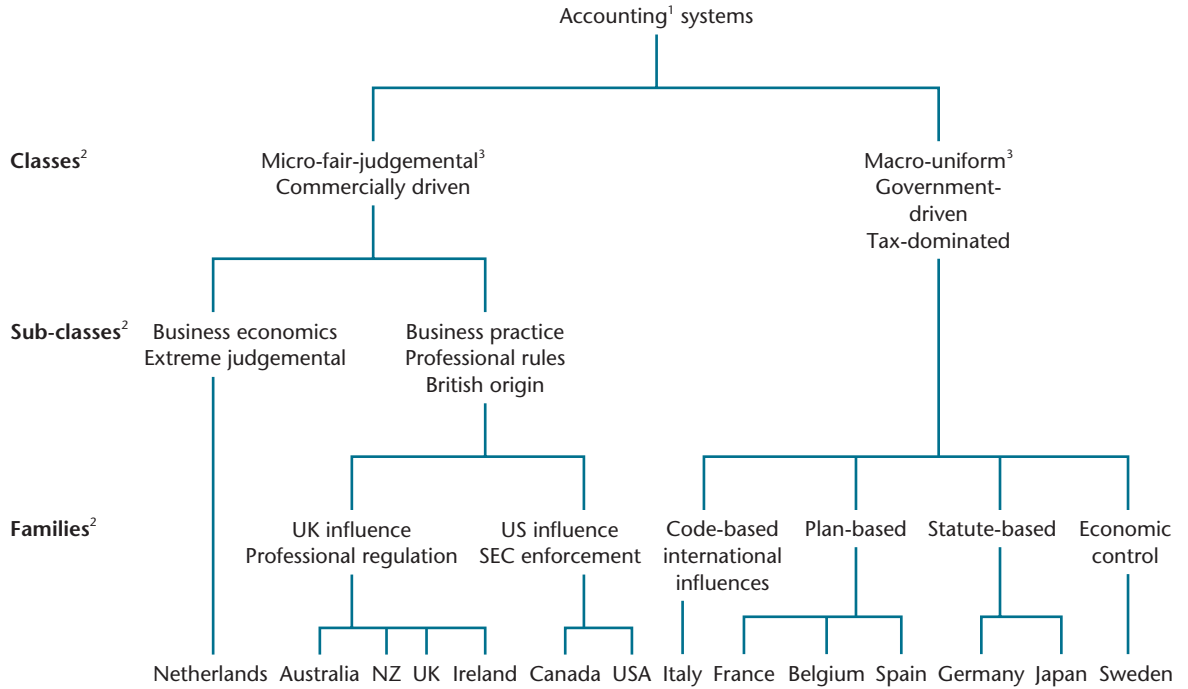 Accounting¹ systems
Classes²
Micro-fair-judgemental³
Commercially driven
Macro-uniform³
Government-
driven
Tax-dominated
Sub-classes²
Business economics
Extreme judgemental
Business practice
Professional rules
British origin
Families²
UK influence
Professional regulation
US influence
SEC enforcement
Code-based
international
influences
Plan-based
Statute-based
Economic
control
Netherlands Australia NZ UK Ireland Canada USA Italy France Belgium Spain Germany Japan Sweden